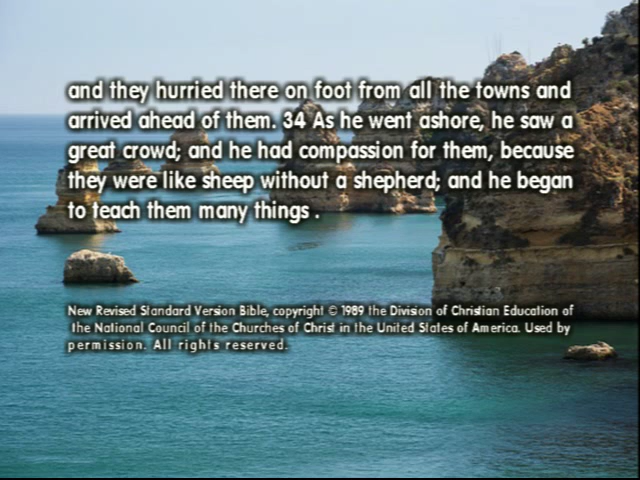 and they hurried there on foot from all the towns and
arrived ahead of them. 34 As he went ashore, he saw a
great crowd; and he had compassion for them, because
they were like sheep without a shepherd; and he began
to teach them many things .
New Revised Standard Version Bible, copyright © 1989 the Division of Christian Education of
the National Council of the Churches of Christ in the United States of America. Used by
permission. All rights reserved.